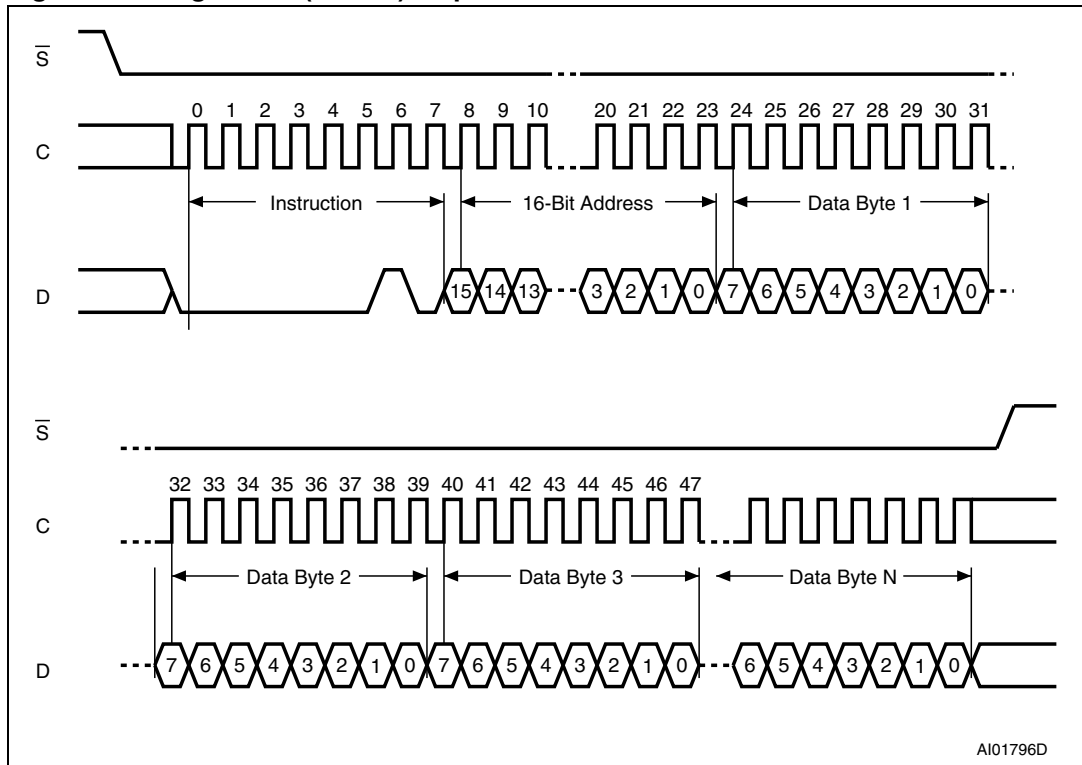 S
0 1 2 3 4 5 6 7 8 9 10 20 21 22 23 24 25 26 27 28 29 30 31
C
Instruction 16-Bit Address Data Byte 1
D
15 14 13 3 2 1 0 7 6 5 4 3 2 1 0
S
32 33 34 35 36 37 38 39 40 41 42 43 44 45 46 47
C
Data Byte 2 Data Byte 3 Data Byte N
D
7 6 5 4 3 2 1 0 7 6 5 4 3 2 1 0 6 5 4 3 2 1 0
AI01796D